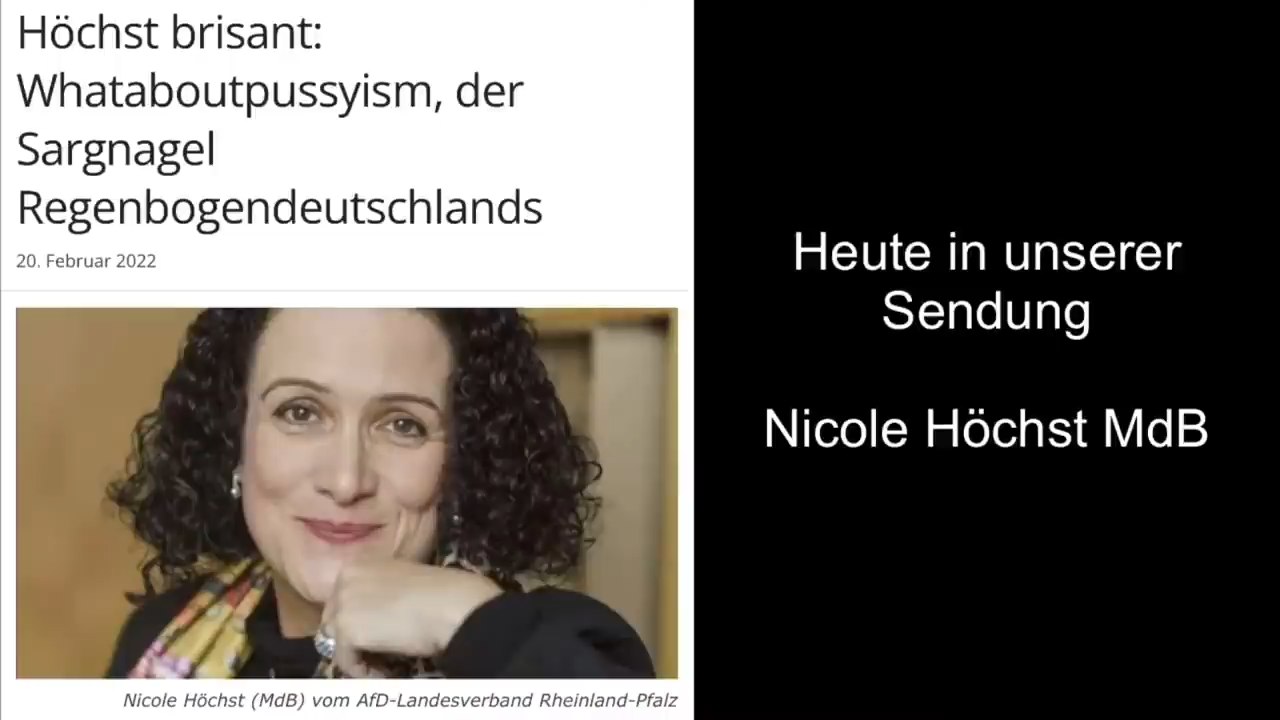 Höchst brisant:
Whataboutpussyism, der
Sargnagel
Regenbogendeutschlands
20. Februar 2022
Nicole Höchst (MdB) vom AfD-Landesverband Rheinland-Pfalz
Heute in unserer
Sendung
Nicole Höchst MdB